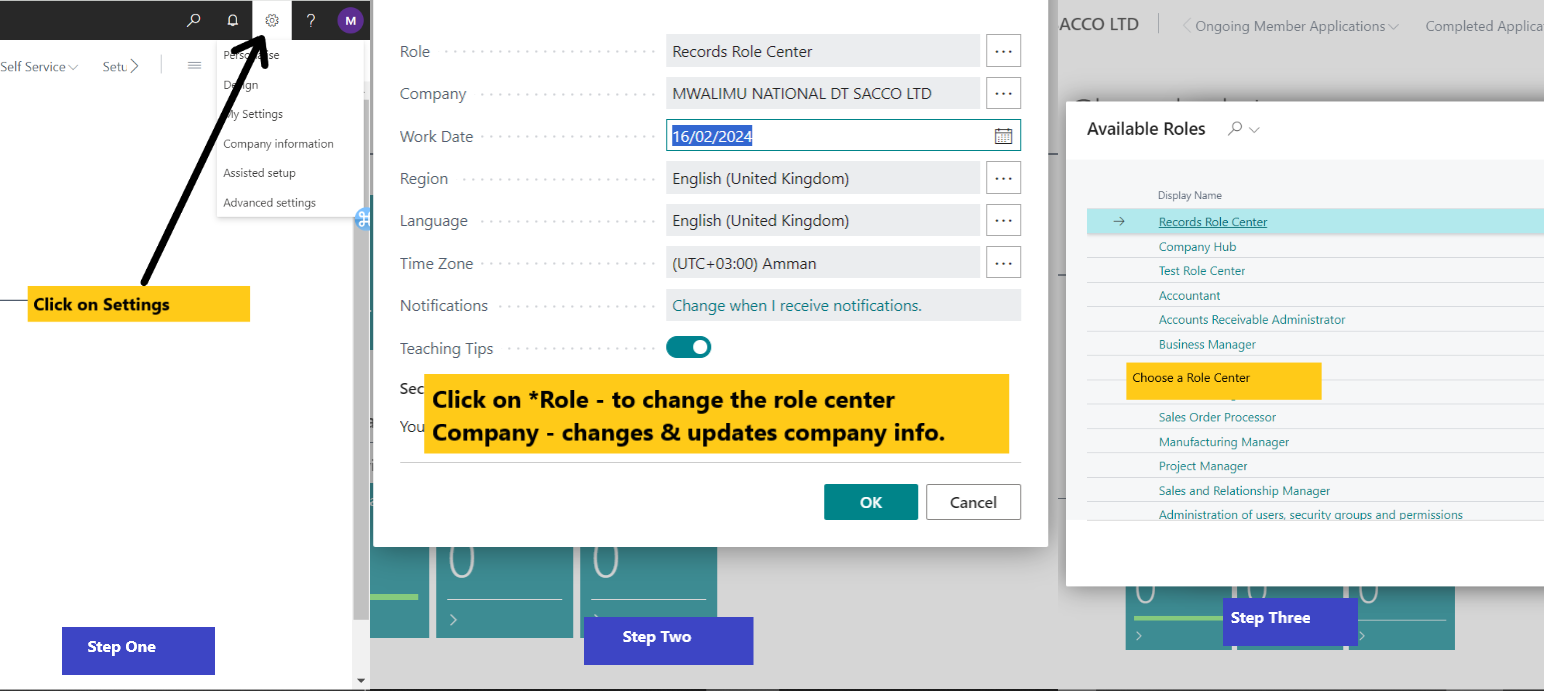 ?
M
Self Service
Setu
Personalise
Design
My Settings
Company information
Assisted setup
Advanced settings
Click on Settings
Step One
Role
Records Role Center
Company
MWALIMU NATIONAL DT SACCO LTD
Work Date
16/02/2024
Region
English (United Kingdom)
Language
English (United Kingdom)
Time Zone
(UTC+03:00) Amman
Notifications
Change when I receive notifications.
Teaching Tips
Sec
You
Click on *Role - to change the role center
Company - changes & updates company info.
OK
Cancel
0
0
Step Two
SACCO LTD
Ongoing Member Applications
Completed Applica
Available Roles
Display Name
Records Role Center
Company Hub
Test Role Center
Accountant
Accounts Receivable Administrator
Business Manager
Choose a Role Center
Sales Order Processor
Manufacturing Manager
Project Manager
Sales and Relationship Manager
Administration of users, security groups and permissions
Step Three